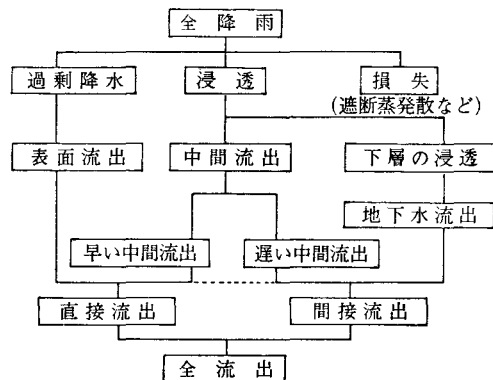 全降雨
過剰降水
浸透
損失
(遮断蒸発散など)
表面流出
中間流出
下層の浸透
地下水流出
早い中間流出
遅い中間流出
直接流出
間接流出
全流出